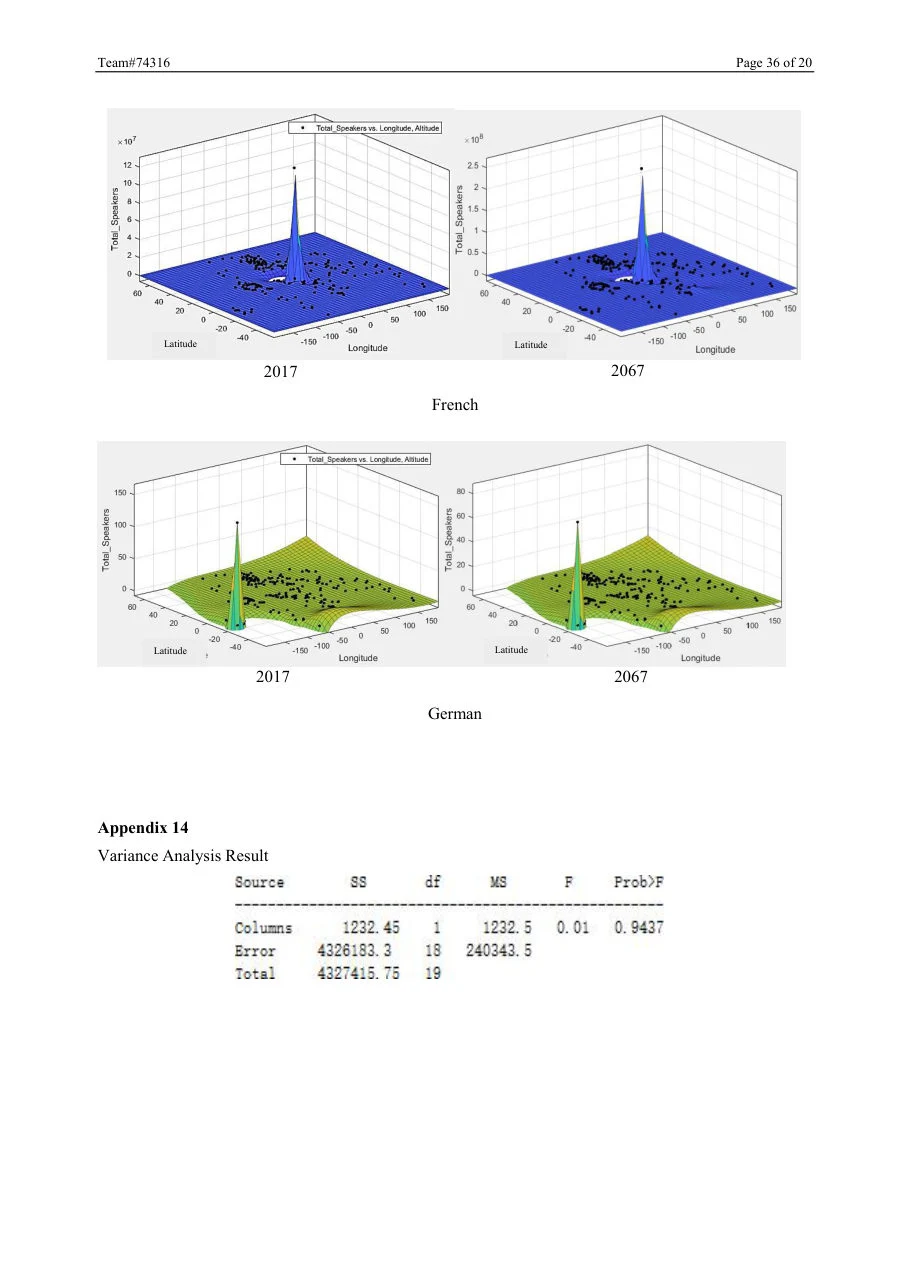 Team#74316 Page 36 of 20
Total_Speakers vs. Longitude, Altitude
×10^7
12
10
8
6
4
2
0
Total_Speakers
60
40
20
0
-20
-40
Latitude
-150 -100 -50 0 50 100 150
Longitude
×10^8
2.5
2
1.5
1
0.5
0
Total_Speakers
60
40
20
0
-20
-40
Latitude
-150 -100 -50 0 50 100 150
Longitude
2017 2067
French
Total_Speakers vs. Longitude, Altitude
150
100
50
0
Total_Speakers
60
40
20
0
-20
-40
Latitude
-150 -100 -50 0 50 100 150
Longitude
80
60
40
20
0
Total_Speakers
60
40
20
0
-20
-40
Latitude
-150 -100 -50 0 50 100 150
Longitude
2017 2067
German
Appendix 14
Variance Analysis Result
Source SS df MS F Prob>F
Columns 1232.45 1 1232.5 0.01 0.9437
Error 4326183.3 18 240343.5
Total 4327415.75 19